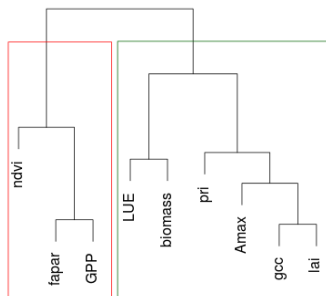 ndvi
fapar
GPP
LUE
biomass
pri
Amax
gcc
lai